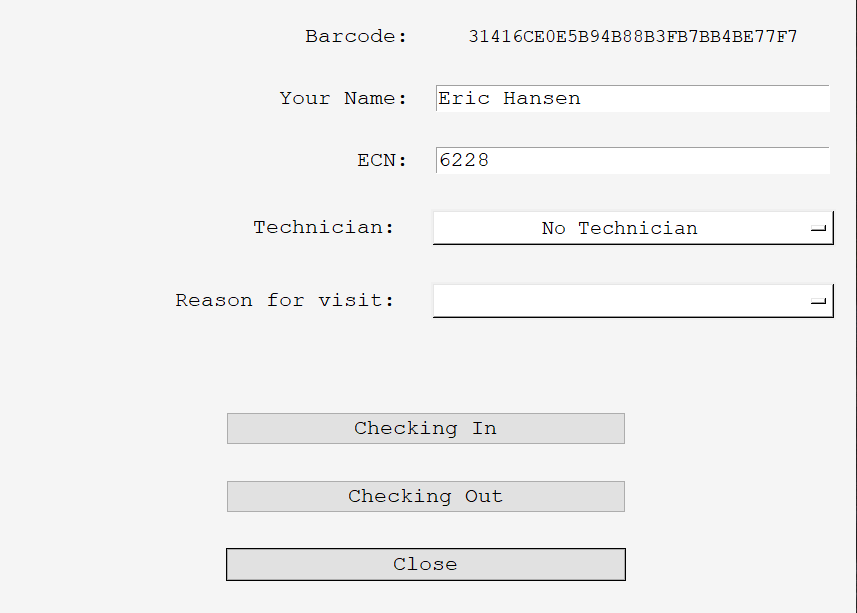 Barcode: 31416CE0E5B94B88B3FB7BB4BE77F7
Your Name: Eric Hansen
ECN: 6228
Technician: No Technician
Reason for visit:
Checking In
Checking Out
Close